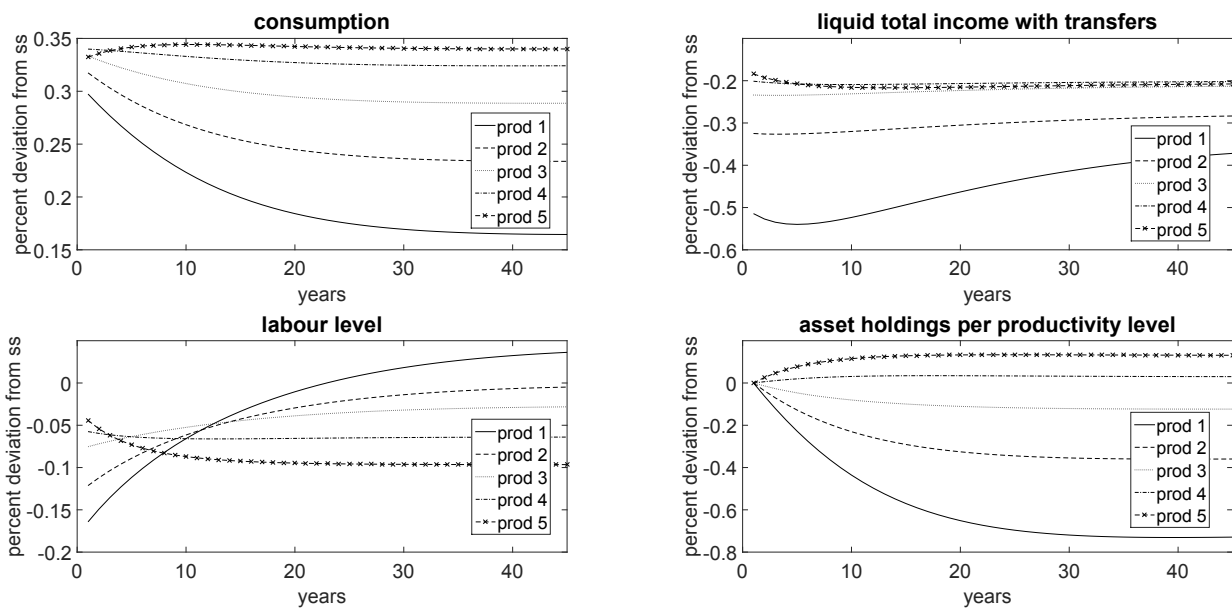 consumption
percent deviation from ss
0.35
0.3
0.25
0.2
0.15
0 10 20 30 40
years
prod 1
prod 2
prod 3
prod 4
prod 5
liquid total income with transfers
percent deviation from ss
-0.2
-0.3
-0.4
-0.5
-0.6
0 10 20 30 40
years
prod 1
prod 2
prod 3
prod 4
prod 5
labour level
percent deviation from ss
0
-0.05
-0.1
-0.15
-0.2
0 10 20 30 40
years
prod 1
prod 2
prod 3
prod 4
prod 5
asset holdings per productivity level
percent deviation from ss
0
-0.2
-0.4
-0.6
-0.8
0 10 20 30 40
years
prod 1
prod 2
prod 3
prod 4
prod 5